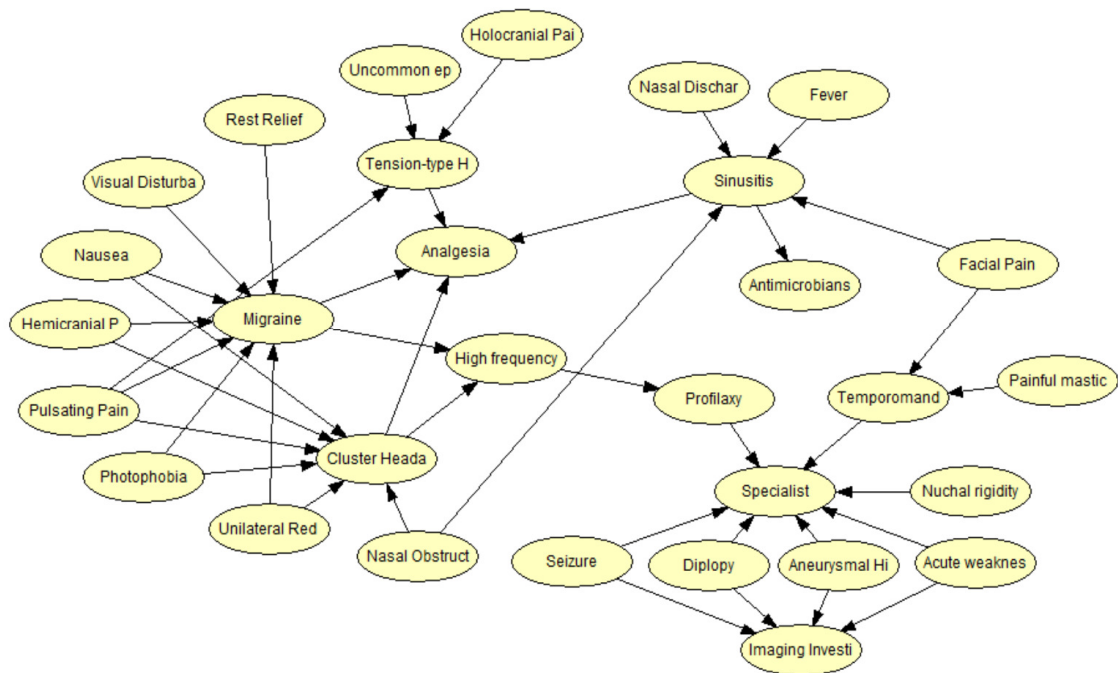 Holocranial Pai
Uncommon ep
Nasal Dischar
Fever
Rest Relief
Tension-type H
Sinusitis
Visual Disturba
Analgesia
Nausea
Facial Pain
Antimicrobians
Hemicranial P
Migraine
High frequency
Pulsating Pain
Profilaxy
Temporomand
Painful mastic
Photophobia
Cluster Heada
Specialist
Nuchal rigidity
Unilateral Red
Nasal Obstruct
Seizure
Diplopy
Aneurysmal Hi
Acute weaknes
Imaging Investi